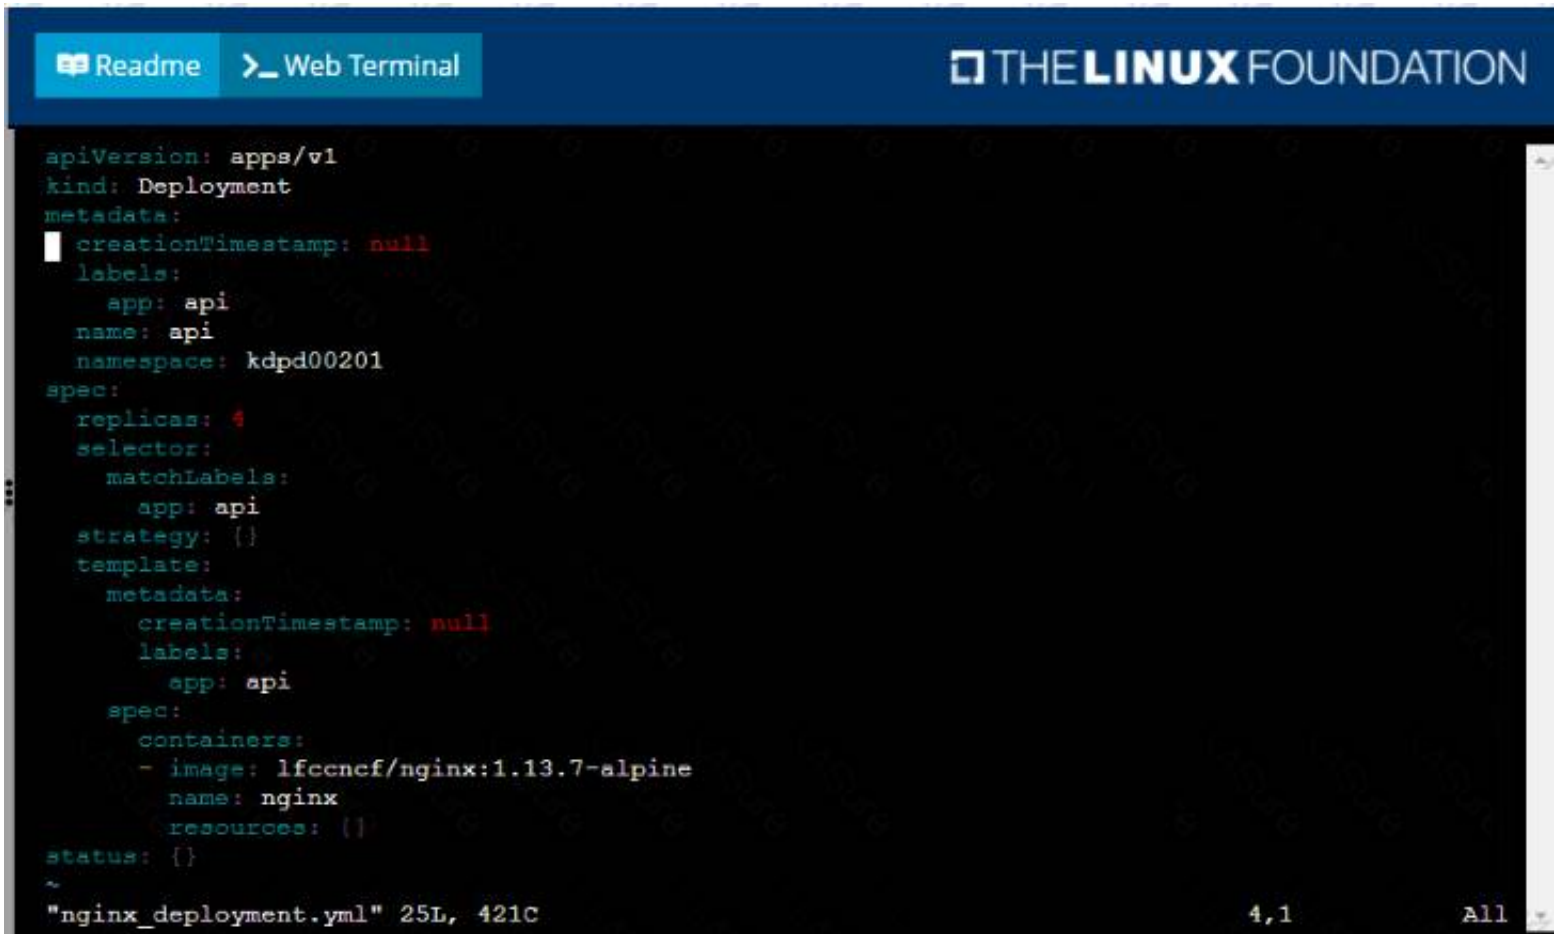 Readme >_ Web Terminal THE LINUX FOUNDATION
apiVersion: apps/v1
kind: Deployment
metadata:
  creationTimestamp: null
  labels:
    app: api
  name: api
  namespace: kdpd00201
spec:
  replicas: 4
  selector:
    matchLabels:
      app: api
  strategy: {}
  template:
    metadata:
      creationTimestamp: null
      labels:
        app: api
    spec:
      containers:
      - image: lfccncf/nginx:1.13.7-alpine
        name: nginx
        resources: {}
status: {}
~
"nginx_deployment.yml" 25L, 421C 4,1 All